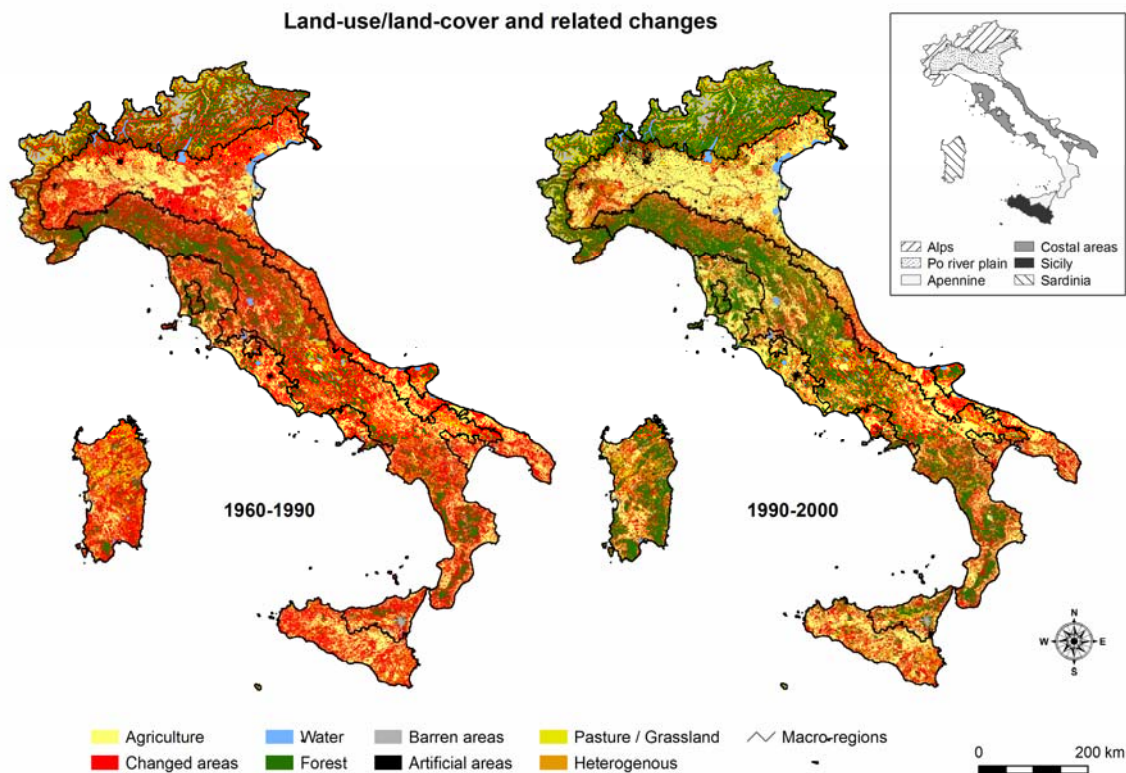 Land-use/land-cover and related changes
Alps
Costal areas
Po river plain
Sicily
Apennine
Sardinia
1960-1990
1990-2000
N
W
E
S
Agriculture
Water
Barren areas
Pasture / Grassland
Macro-regions
Changed areas
Forest
Artificial areas
Heterogenous
0
200 km